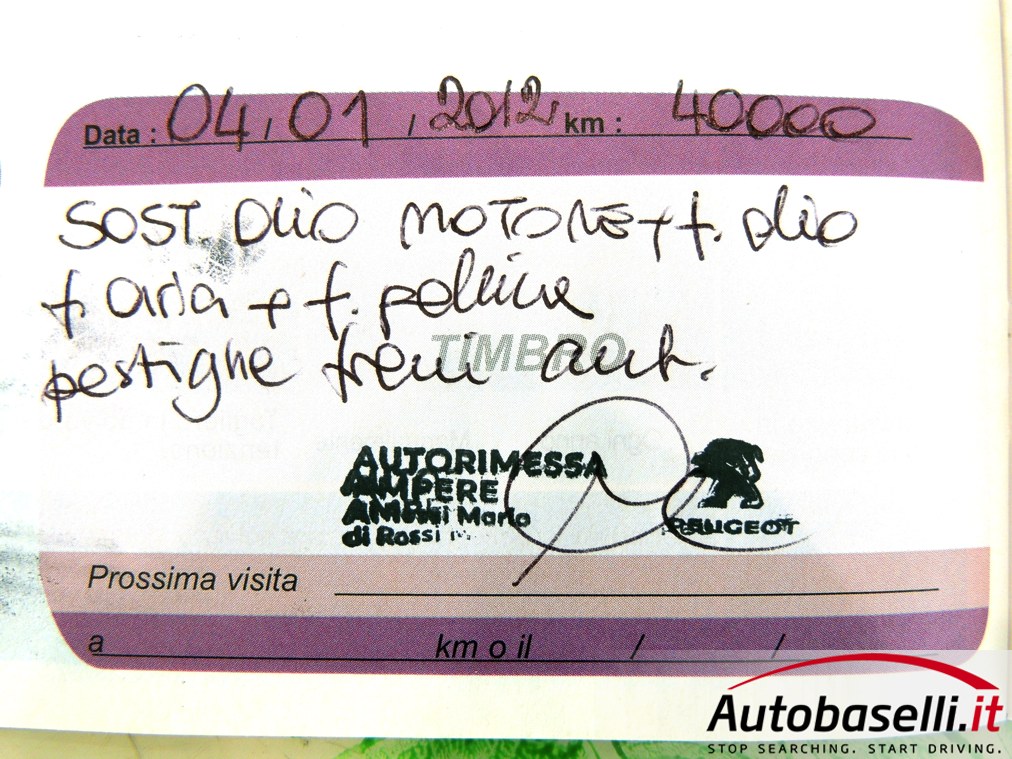 Data : 04 / 01 / 2012 km : 40000
SOST. OLIO MOTORE + f. olio
f. aria + f. polline
pastiglie freni ant.
TIMBRO
AUTORIMESSA
AMPERE
di Rossi
PEUGEOT
Prossima visita
a km o il / /
Autobaselli.it
STOP SEARCHING. START DRIVING.